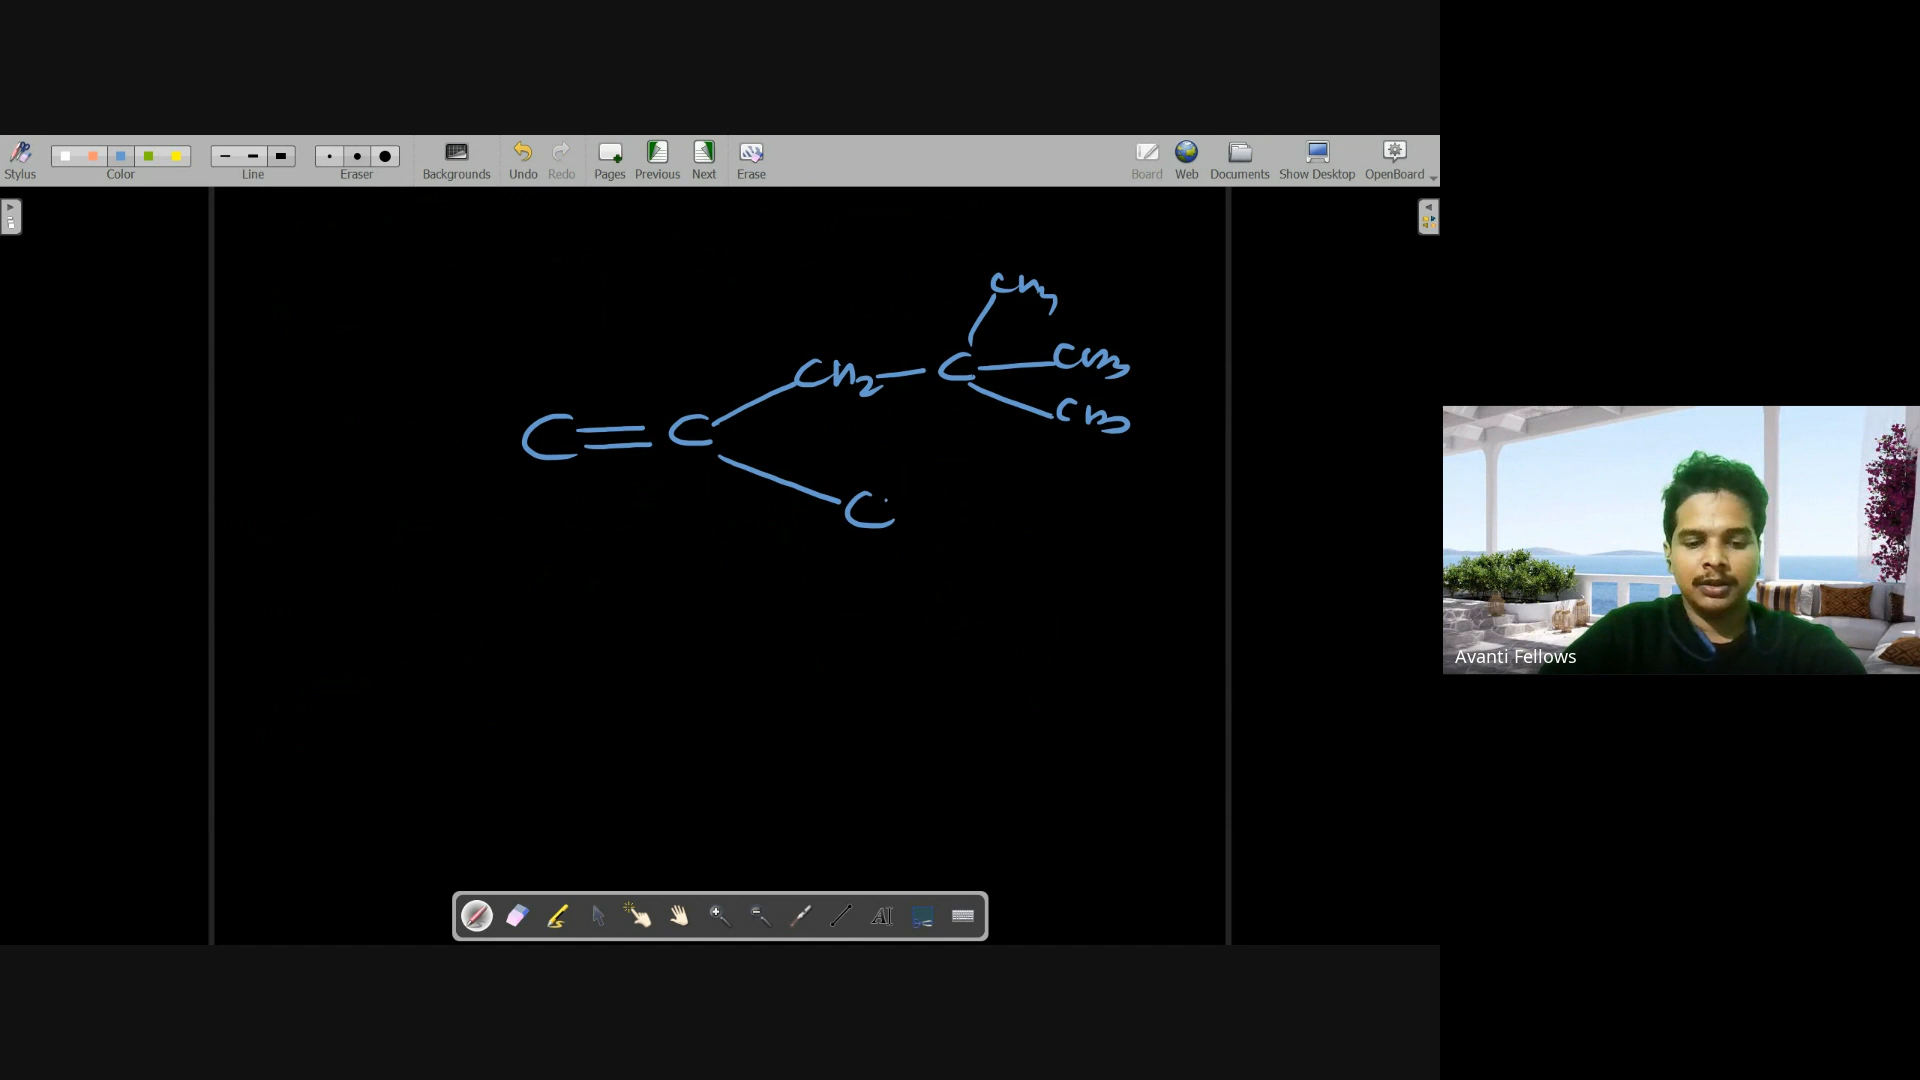 Stylus Color Line Eraser Backgrounds Undo Redo Pages Previous Next Erase Board Web Documents Show Desktop OpenBoard
CH3
CH2 — C — CH3
CH3
C = C
C
Avanti Fellows